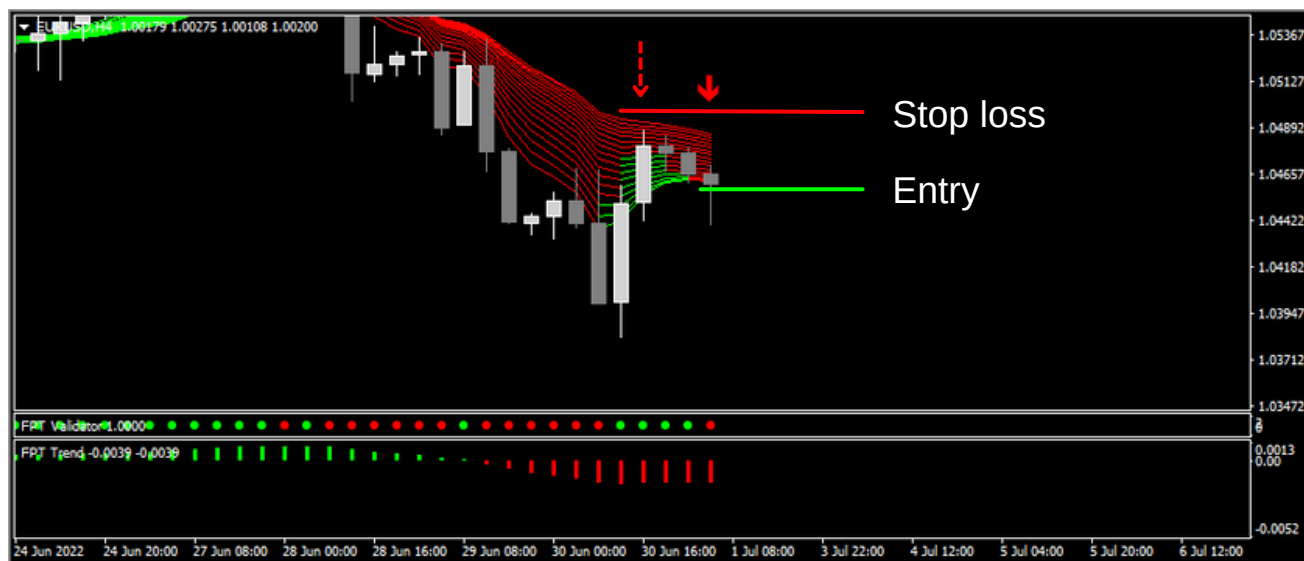 EURUSD,H4 1.00179 1.00275 1.00108 1.00200
1.05367
1.05127
Stop loss
1.04892
1.04657
Entry
1.04422
1.04182
1.03947
1.03712
1.03472
FPT Validator 1.0000
FPT Trend -0.0039 -0.0039
0.0013
0.00
-0.0052
24 Jun 2022 24 Jun 20:00 27 Jun 08:00 28 Jun 00:00 28 Jun 16:00 29 Jun 08:00 30 Jun 00:00 30 Jun 16:00 1 Jul 08:00 3 Jul 22:00 4 Jul 12:00 5 Jul 04:00 5 Jul 20:00 6 Jul 12:00